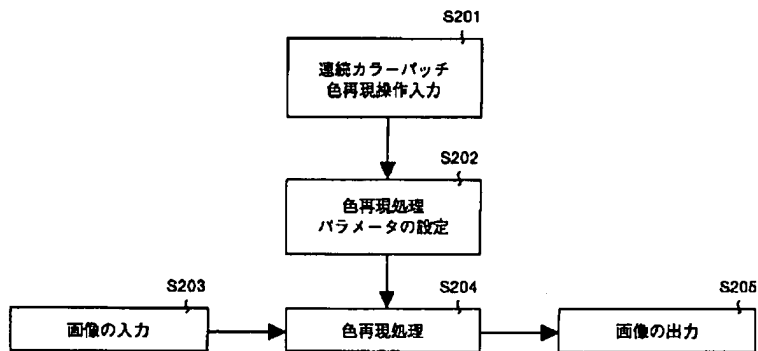 S201
連続カラーパッチ
色再現操作入力
S202
色再現処理
パラメータの設定
S203
画像の入力
S204
色再現処理
S205
画像の出力